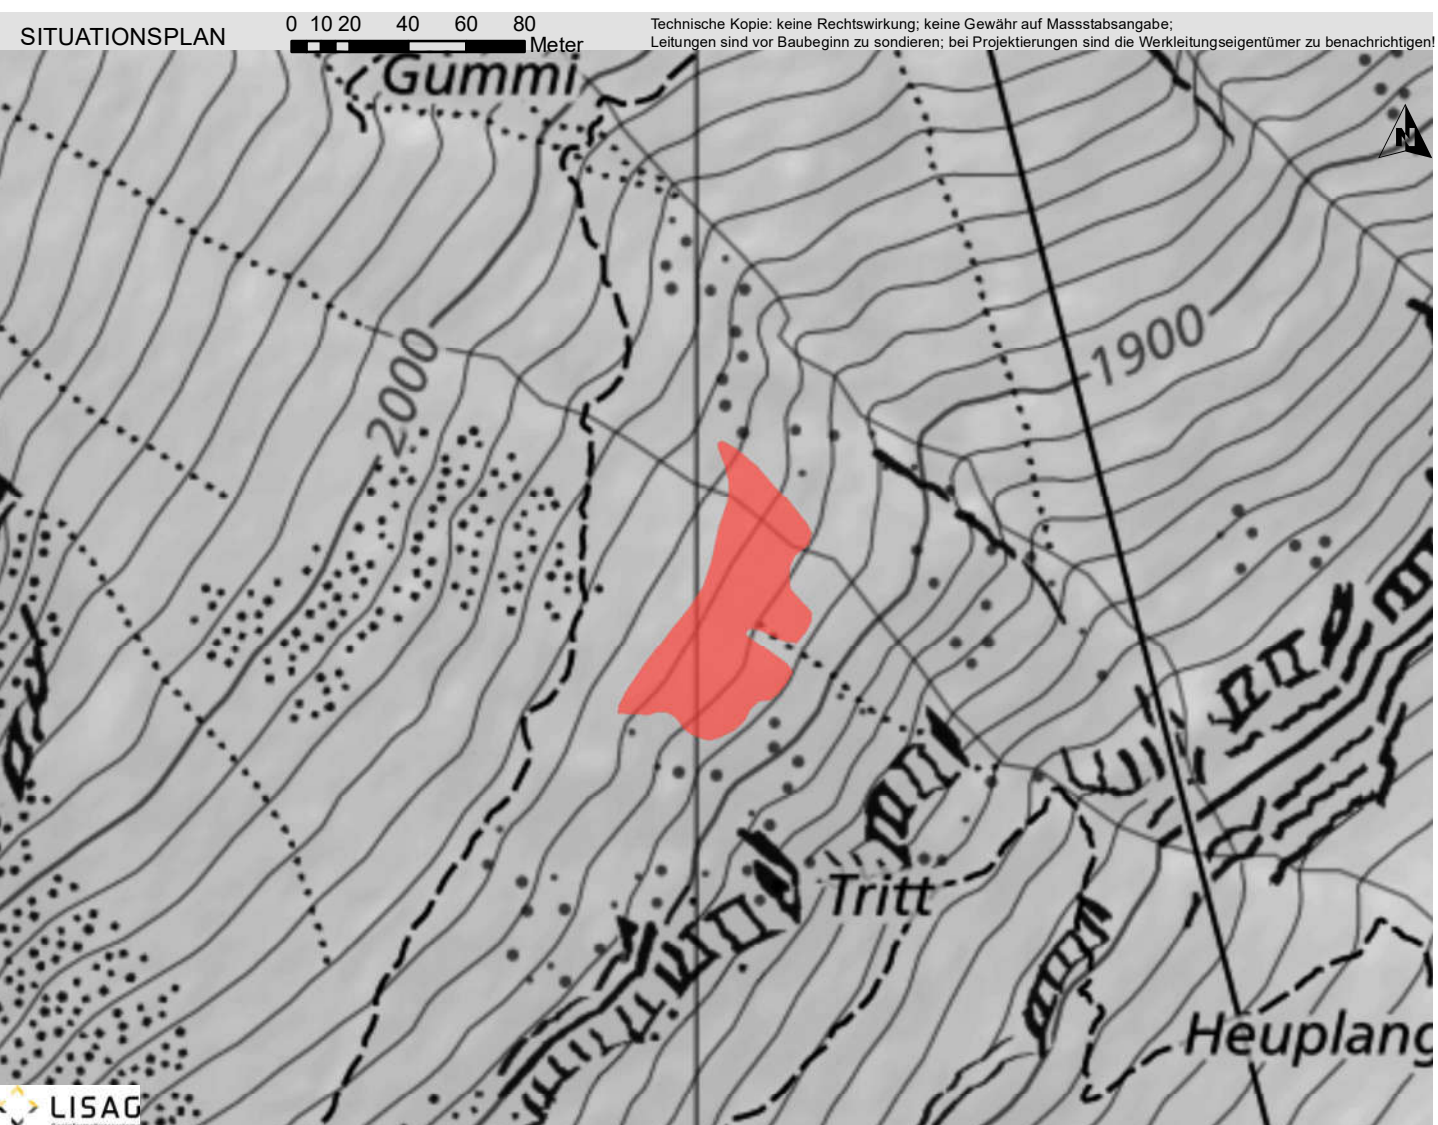 SITUATIONSPLAN
0 10 20 40 60 80
Meter
Technische Kopie: keine Rechtswirkung; keine Gewähr auf Massstabsangabe;
Leitungen sind vor Baubeginn zu sondieren; bei Projektierungen sind die Werkleitungseigentümer zu benachrichtigen!
Gummi
N
1900
2000
Tritt
Heuplang
LISAG